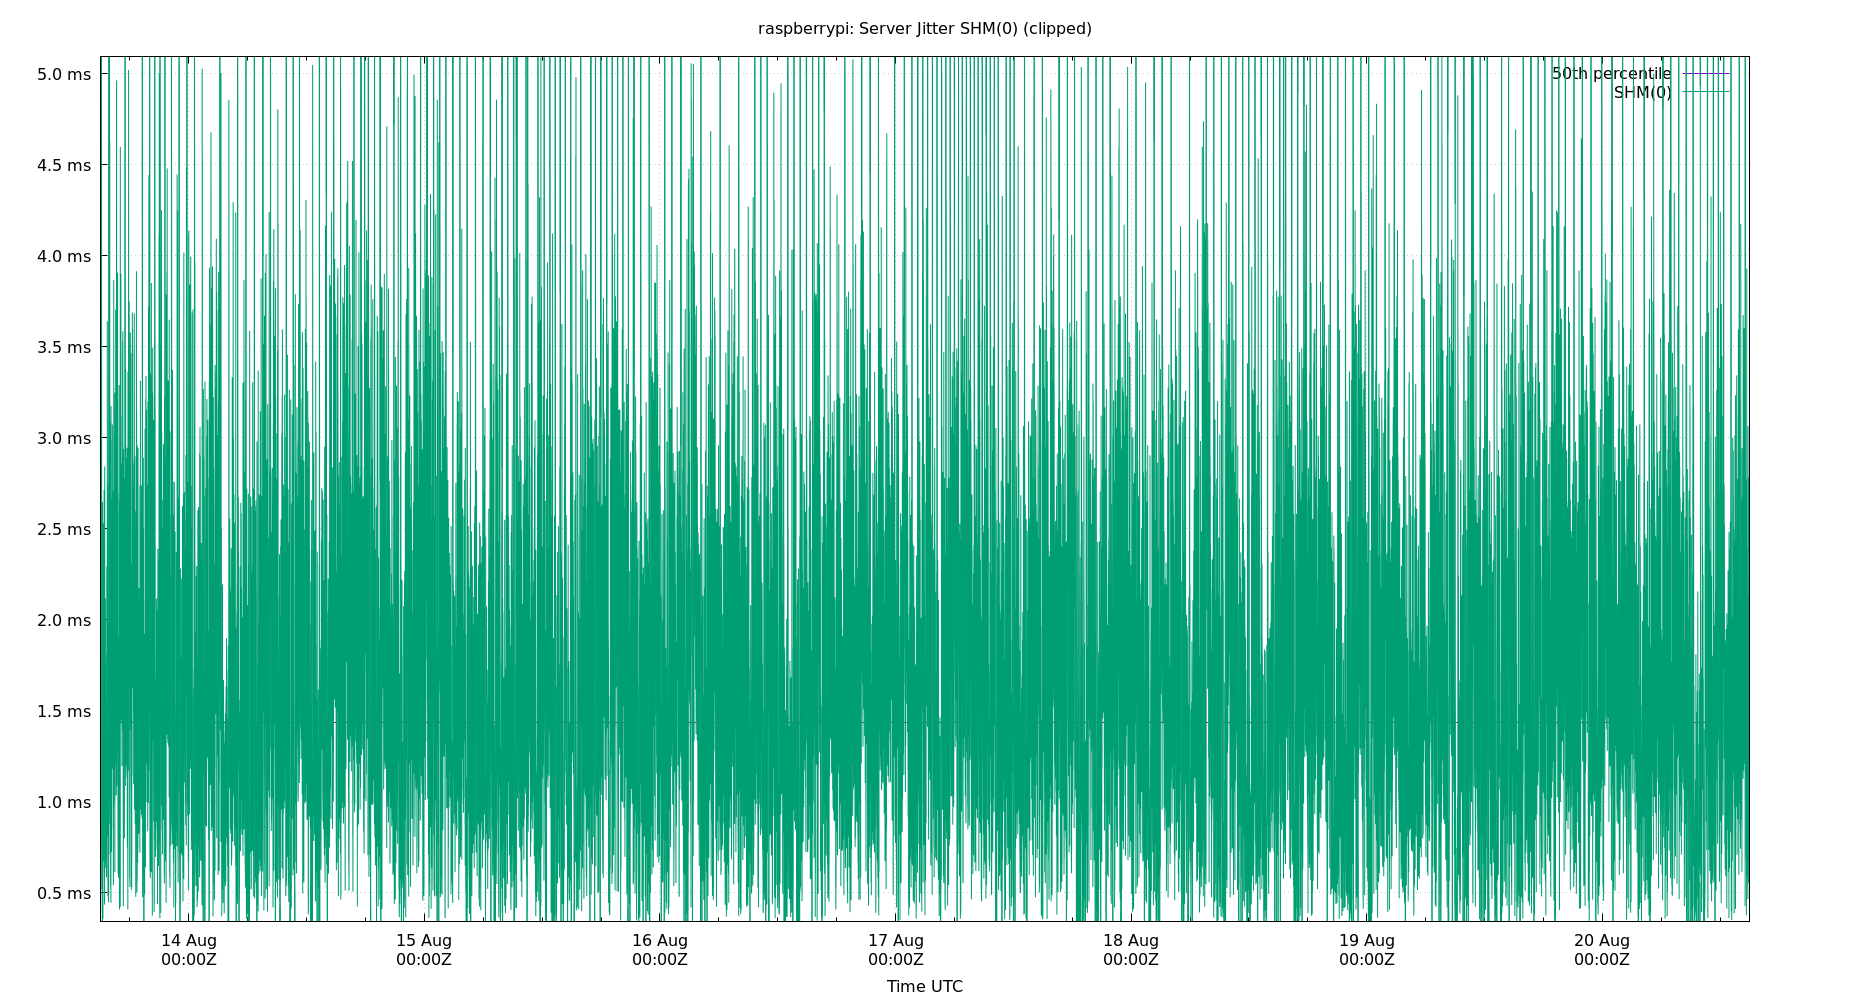 raspberrypi: Server Jitter SHM(0) (clipped)
5.0 ms
50th percentile
SHM(0)
4.5 ms
4.0 ms
3.5 ms
3.0 ms
2.5 ms
2.0 ms
1.5 ms
1.0 ms
0.5 ms
14 Aug 15 Aug 16 Aug 17 Aug 18 Aug 19 Aug 20 Aug
00:00Z 00:00Z 00:00Z 00:00Z 00:00Z 00:00Z 00:00Z
Time UTC